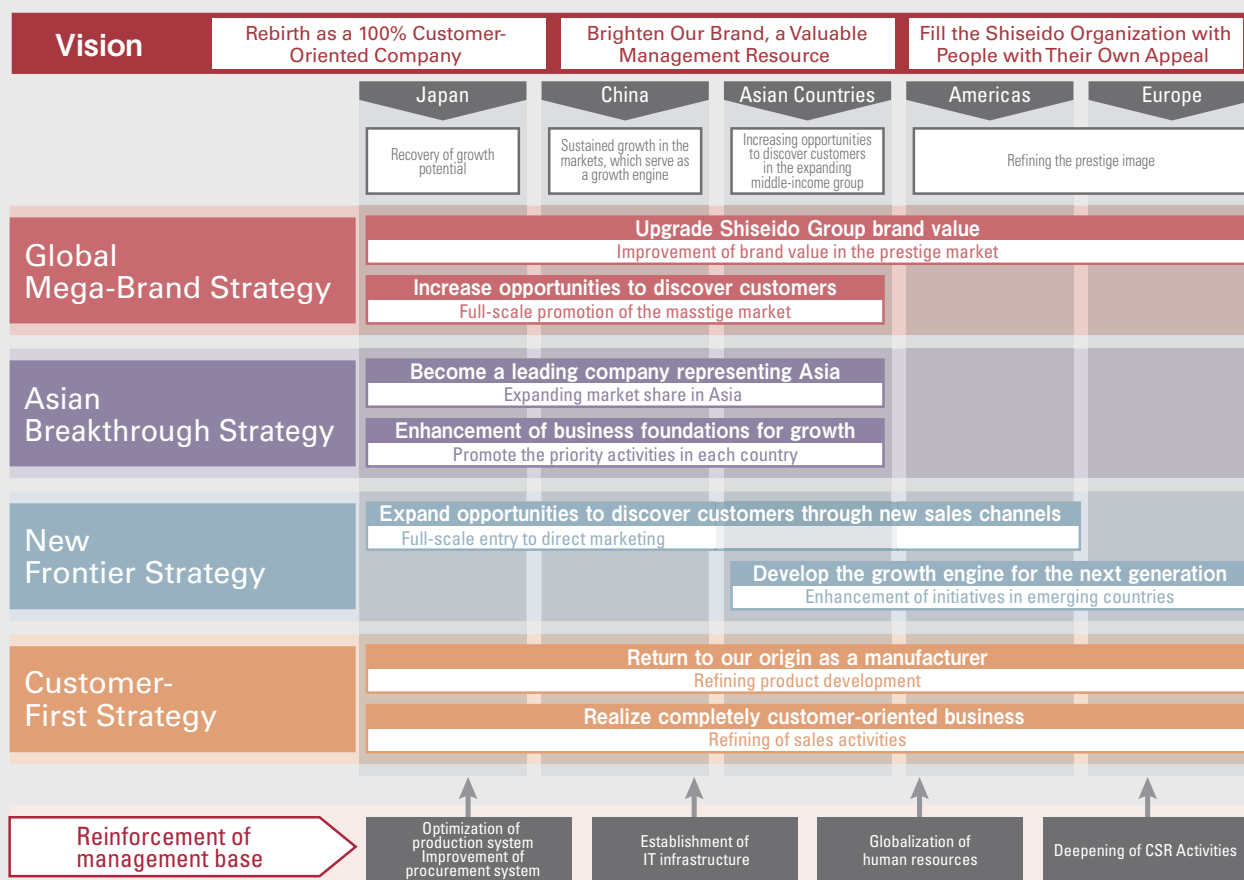 Vision
Rebirth as a 100% Customer-
Oriented Company
Brighten Our Brand, a Valuable
Management Resource
Fill the Shiseido Organization with
People with Their Own Appeal
Japan
China
Asian Countries
Americas
Europe
Recovery of growth
potential
Sustained growth in the
markets, which serve as
a growth engine
Increasing opportunities
to discover customers
in the expanding
middle-income group
Refining the prestige image
Global
Mega-Brand Strategy
Upgrade Shiseido Group brand value
Improvement of brand value in the prestige market
Increase opportunities to discover customers
Full-scale promotion of the masstige market
Asian
Breakthrough Strategy
Become a leading company representing Asia
Expanding market share in Asia
Enhancement of business foundations for growth
Promote the priority activities in each country
New
Frontier Strategy
Expand opportunities to discover customers through new sales channels
Full-scale entry to direct marketing
Develop the growth engine for the next generation
Enhancement of initiatives in emerging countries
Customer-
First Strategy
Return to our origin as a manufacturer
Refining product development
Realize completely customer-oriented business
Refining of sales activities
Reinforcement of
management base
Optimization of
production system
Improvement of
procurement system
Establishment of
IT infrastructure
Globalization of
human resources
Deepening of CSR Activities